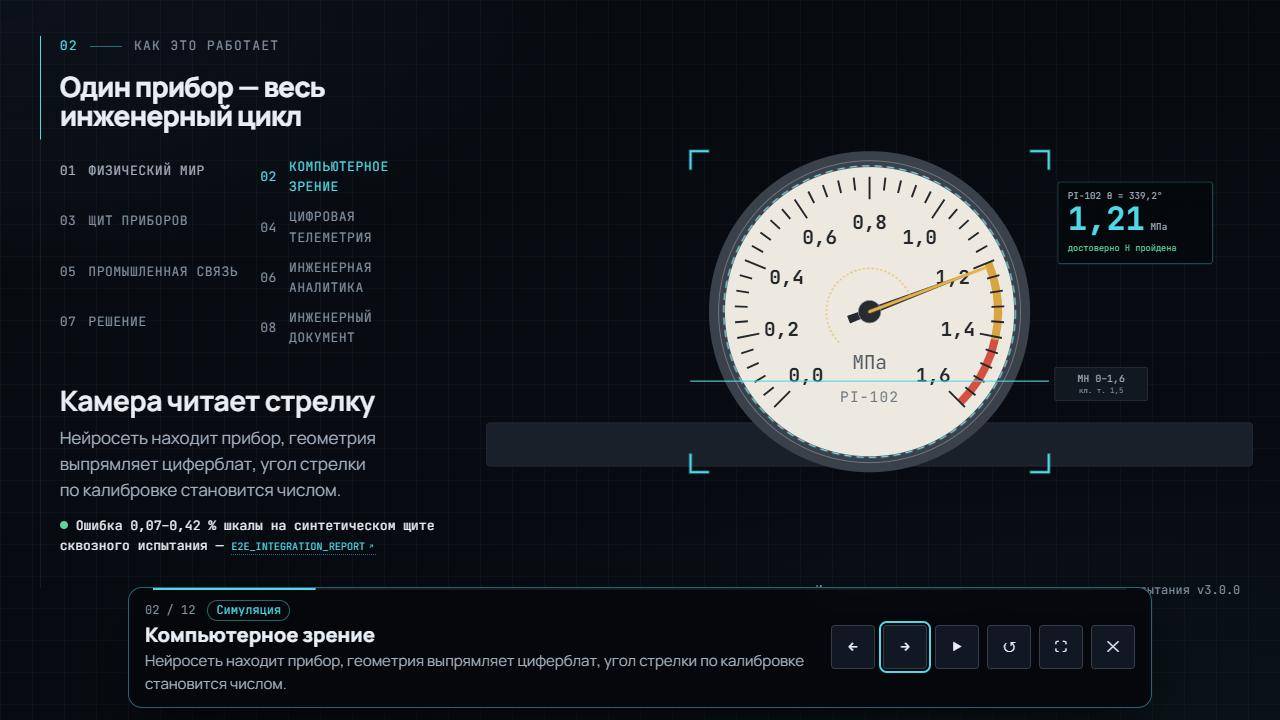 02 КАК ЭТО РАБОТАЕТ
Один прибор — весь
инженерный цикл
01 ФИЗИЧЕСКИЙ МИР
02 КОМПЬЮТЕРНОЕ
ЗРЕНИЕ
03 ЩИТ ПРИБОРОВ
04 ЦИФРОВАЯ
ТЕЛЕМЕТРИЯ
05 ПРОМЫШЛЕННАЯ СВЯЗЬ
06 ИНЖЕНЕРНАЯ
АНАЛИТИКА
07 РЕШЕНИЕ
08 ИНЖЕНЕРНЫЙ
ДОКУМЕНТ
Камера читает стрелку
Нейросеть находит прибор, геометрия
выпрямляет циферблат, угол стрелки
по калибровке становится числом.
Ошибка 0,07–0,42 % шкалы на синтетическом щите
сквозного испытания — E2E_INTEGRATION_REPORT ↗
0,8
0,6 1,0
0,4 1,2
0,2 1,4
МПа
0,0 1,6
PI-102
PI-102 θ = 339,2°
1,21 МПа
достоверно H пройдена
МН 0–1,6
кл. т. 1,5
v3.0.0
02 / 12 Симуляция
Компьютерное зрение
Нейросеть находит прибор, геометрия выпрямляет циферблат, угол стрелки по калибровке
становится числом.